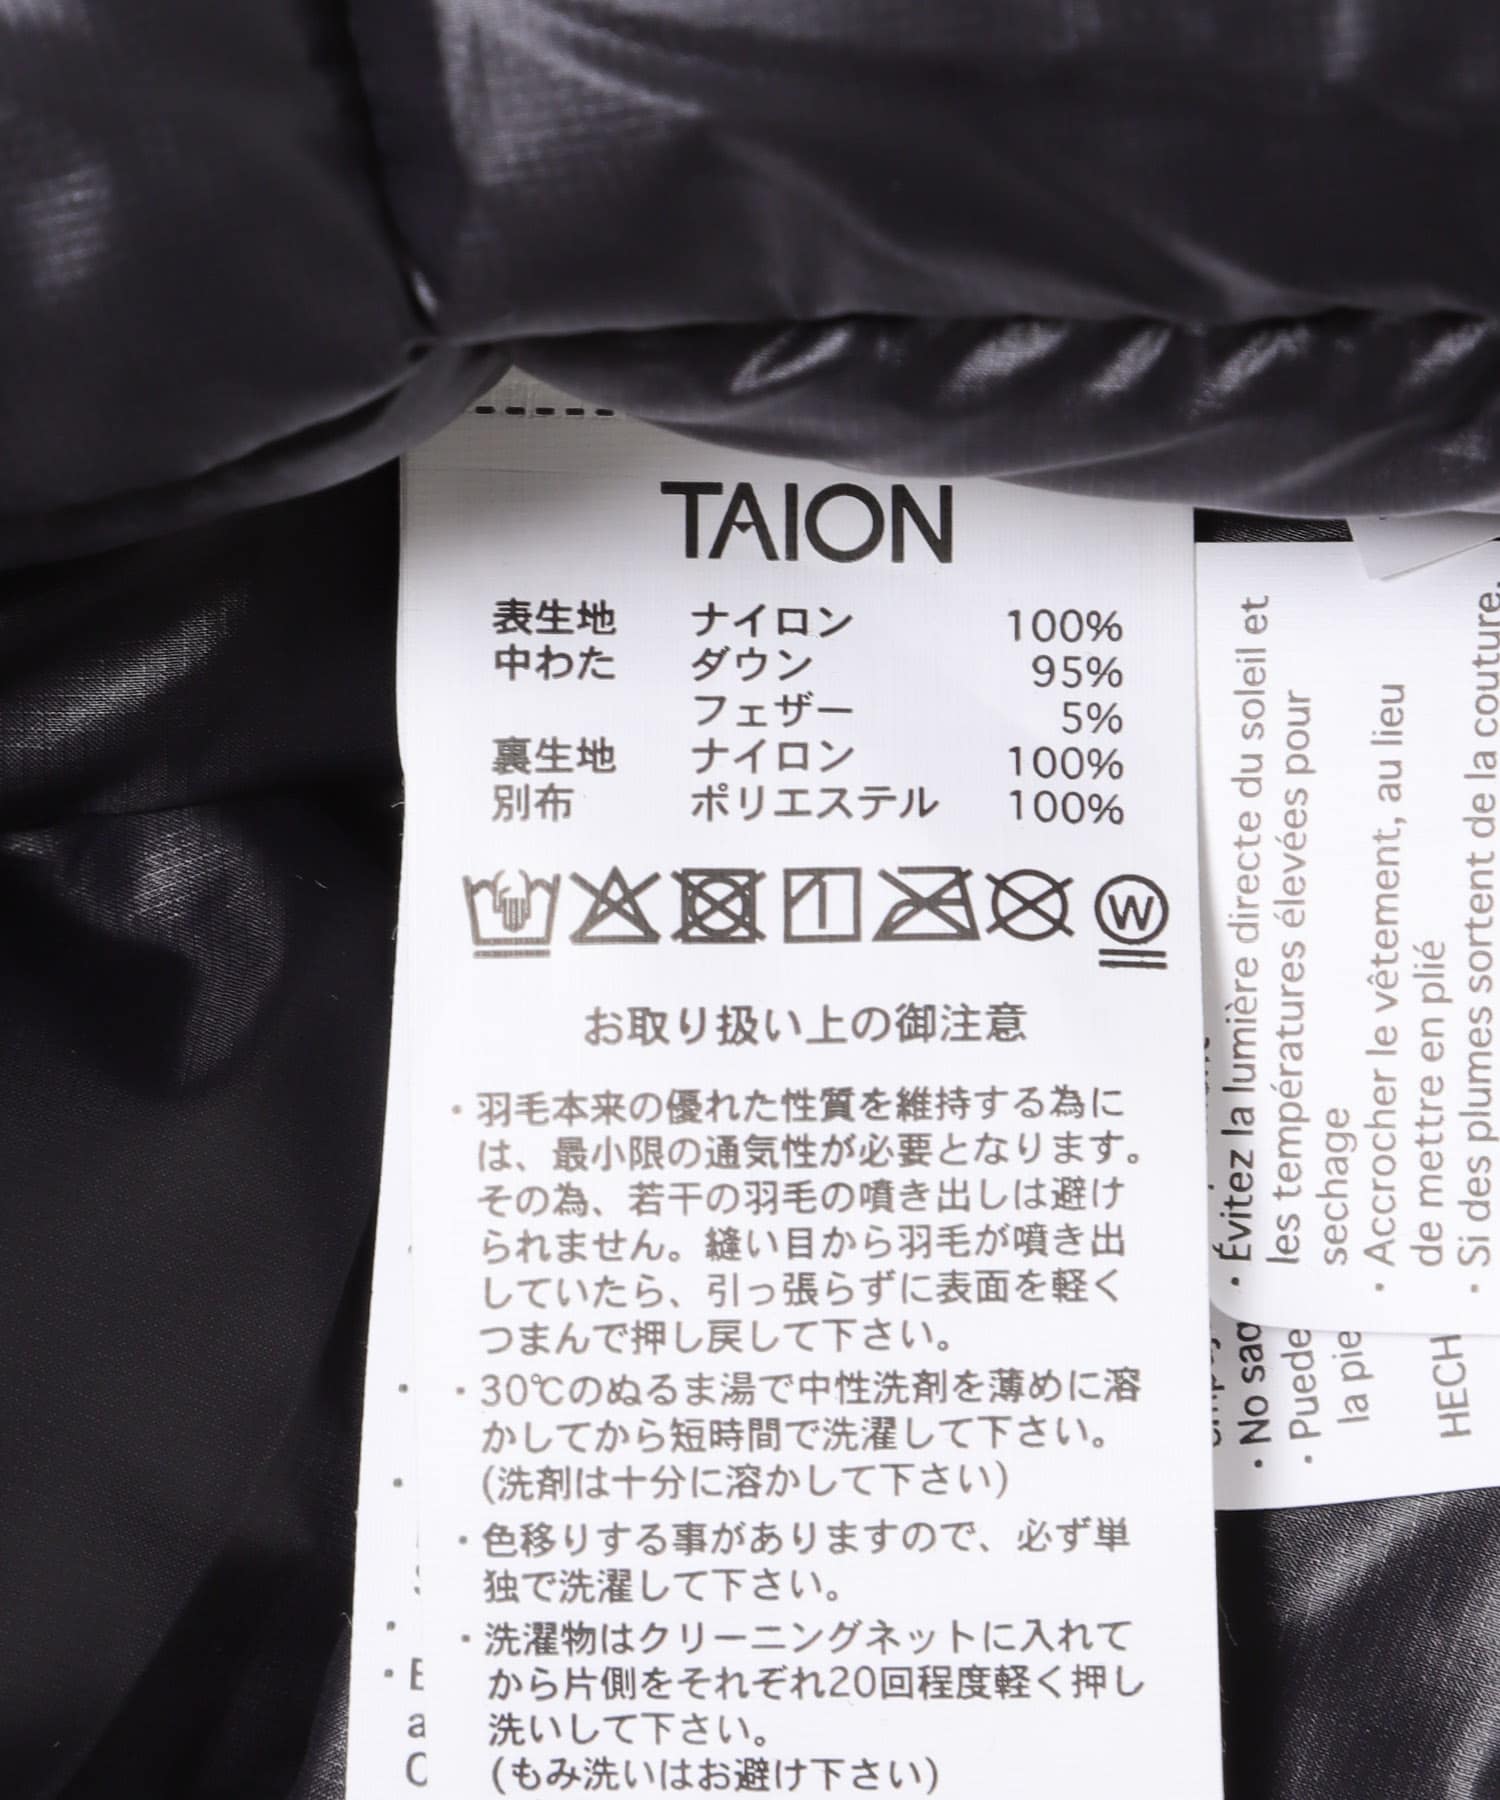 TAION
表生地 ナイロン 100%
中わた ダウン 95%
フェザー 5%
裏生地 ナイロン 100%
別布 ポリエステル 100%
W
お取り扱い上の御注意
・羽毛本来の優れた性質を維持する為に
は、最小限の通気性が必要となります。
その為、若干の羽毛の噴き出しは避け
られません。縫い目から羽毛が噴き出
していたら、引っ張らずに表面を軽く
つまんで押し戻して下さい。
・30℃のぬるま湯で中性洗剤を薄めに溶
かしてから短時間で洗濯して下さい。
(洗剤は十分に溶かして下さい)
・色移りする事がありますので、必ず単
独で洗濯して下さい。
・洗濯物はクリーニングネットに入れて
から片側をそれぞれ20回程度軽く押し
洗いして下さい。
(もみ洗いはお避け下さい)
・Évitez la lumière directe du soleil et
les températures élevées pour
sechage
・Accrocher le vêtement, au lieu
de mettre en plié
・Si des plumes sortent de la couture,
・No sac
・Puede
la pie
HECH